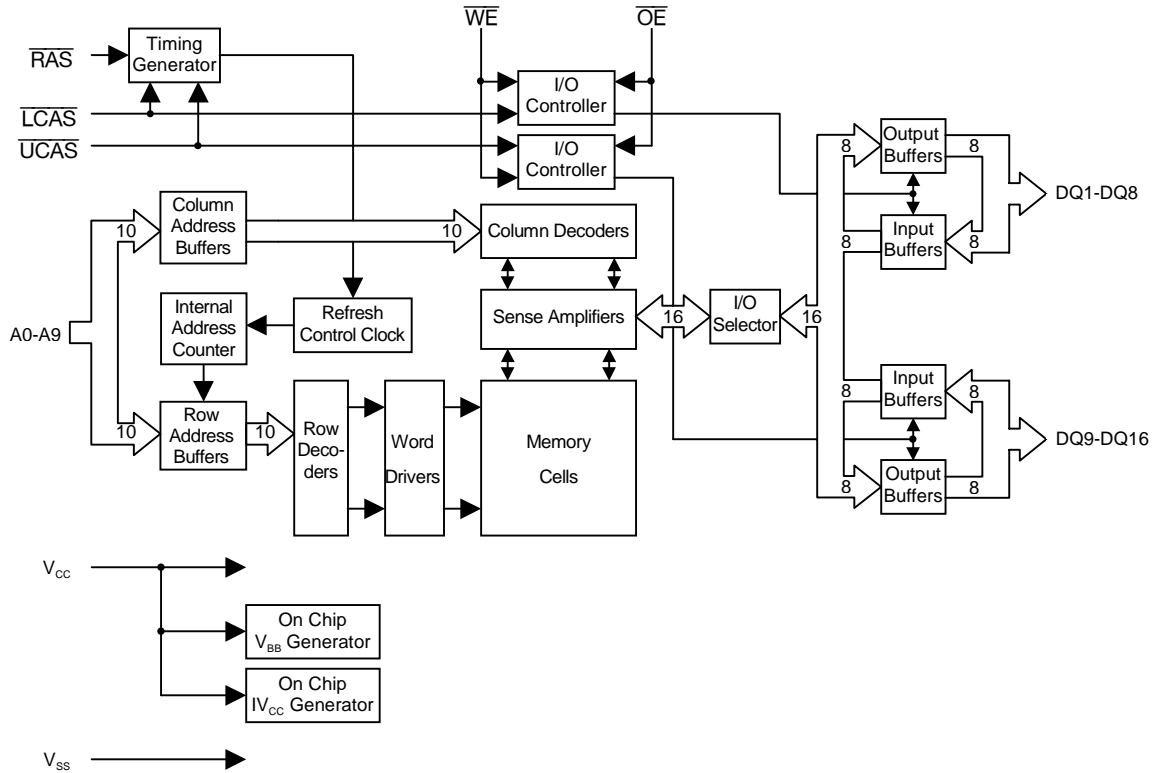 WE
OE
RAS
Timing
Generator
I/O
Controller
LCAS
UCAS
I/O
Controller
8
Output
Buffers
8
DQ1-DQ8
10
Column
Address
Buffers
10
Column Decoders
8
Input
Buffers
8
A0-A9
Internal
Address
Counter
Refresh
Control Clock
Sense Amplifiers
16
I/O
Selector
16
10
Row
Address
Buffers
10
Row
Deco-
ders
Word
Drivers
Memory
Cells
8
Input
Buffers
8
DQ9-DQ16
8
Output
Buffers
8
VCC
On Chip
VBB Generator
On Chip
IVCC Generator
VSS